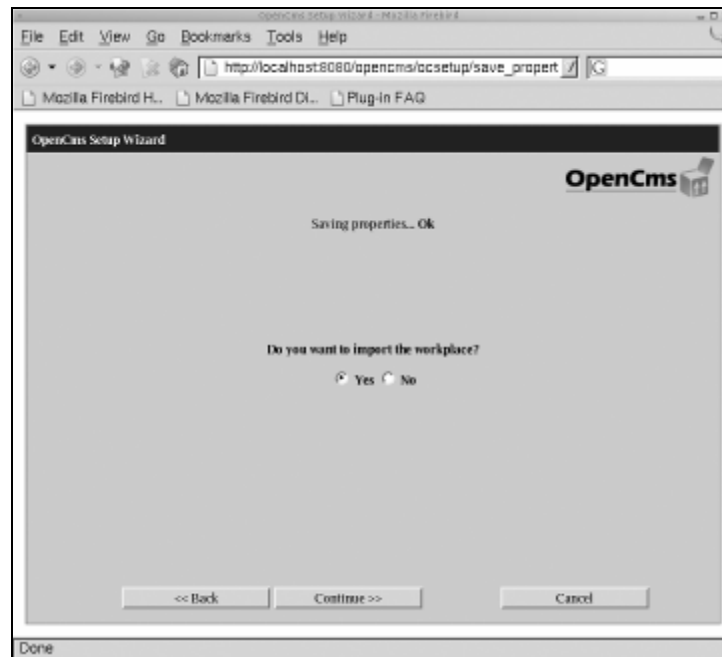 OpenCms Setup Wizard - Mozilla Firebird
File Edit View Go Bookmarks Tools Help
http://localhost:8080/opencms/ocsetup/save_propert
Mozilla Firebird H... Mozilla Firebird Di... Plug-in FAQ
OpenCms Setup Wizard
OpenCms
Saving properties... Ok
Do you want to import the workplace?
Yes No
<< Back Continue >> Cancel
Done